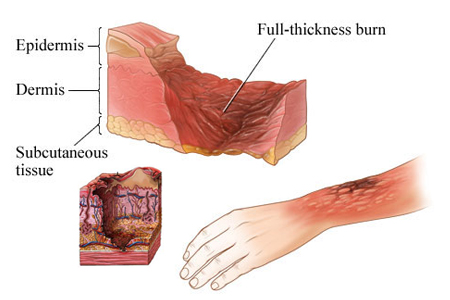 Full-thickness burn
Epidermis
Dermis
Subcutaneous
tissue